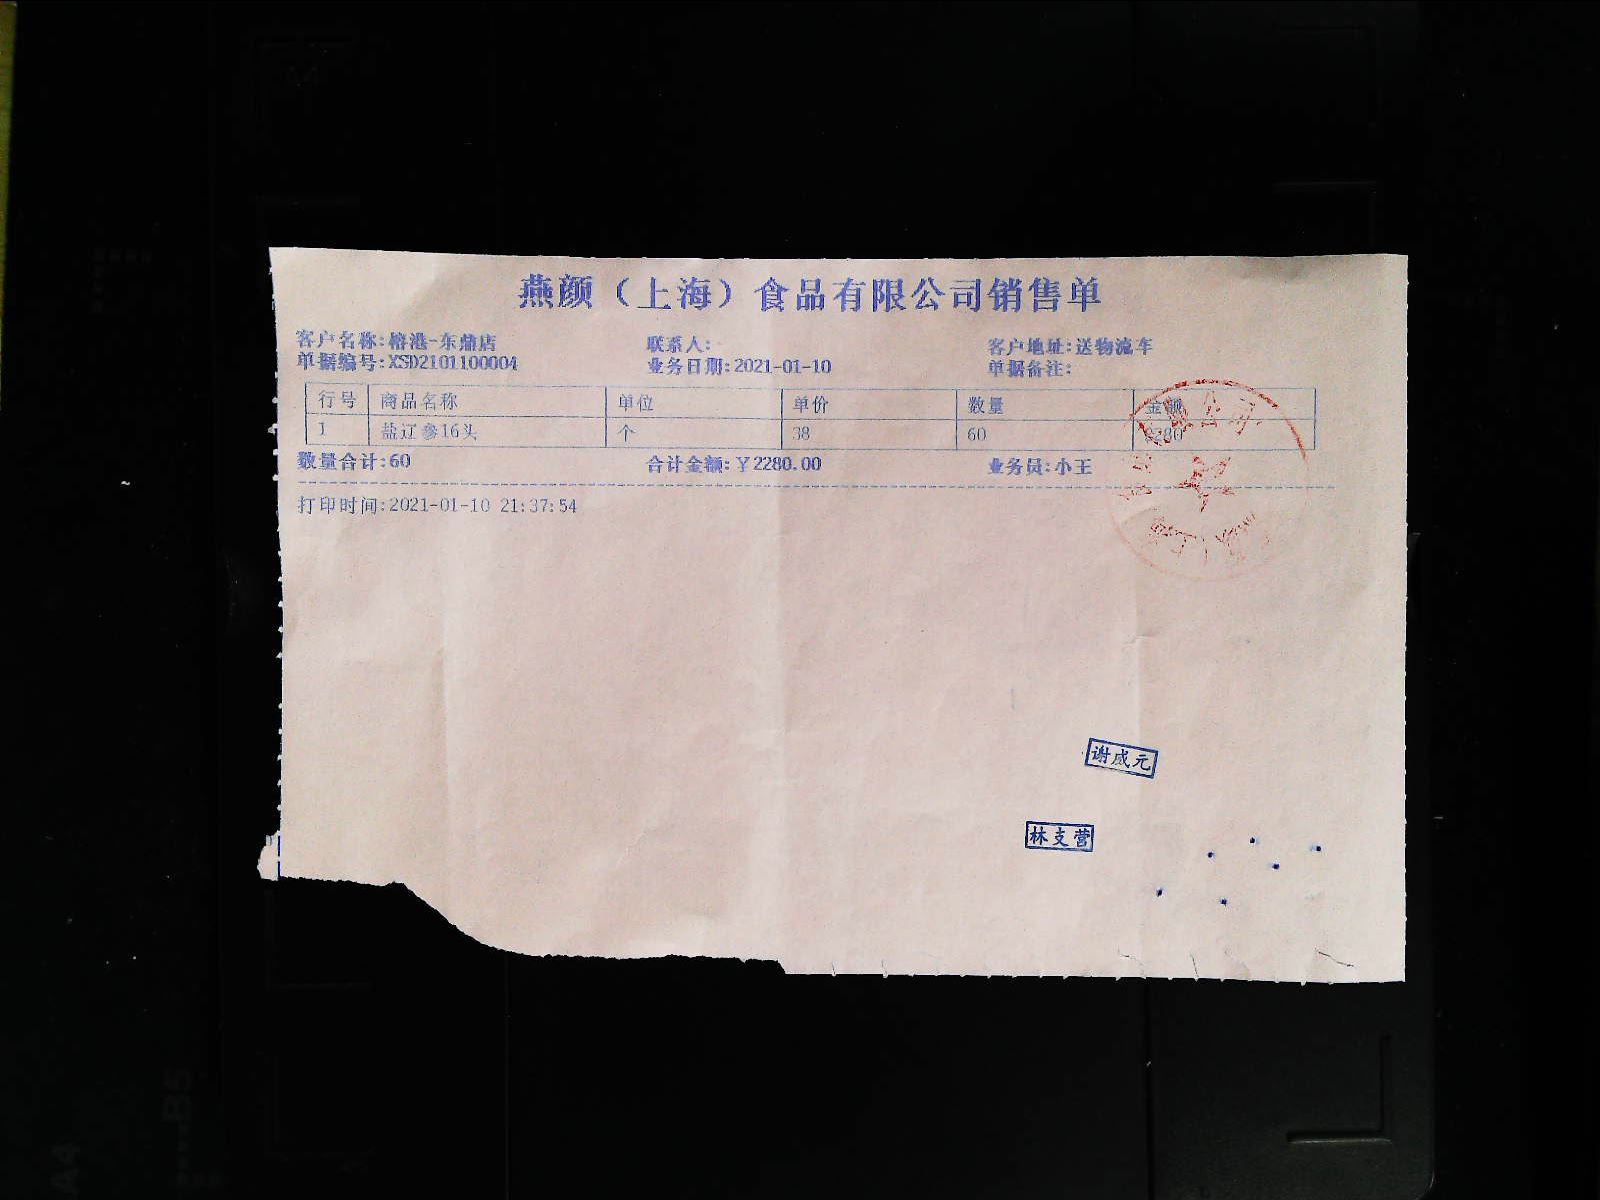 燕颜（上海）食品有限公司销售单
客户名称:榕港-东鼎店 联系人: 客户地址:送物流车
单据编号:XSD2101100004 业务日期:2021-01-10 单据备注:
行号 商品名称 单位 单价 数量 金额
1 盐辽参16头 个 38 60 2280
数量合计:60 合计金额:￥2280.00 业务员:小王
打印时间:2021-01-10 21:37:54
谢成元
林支营